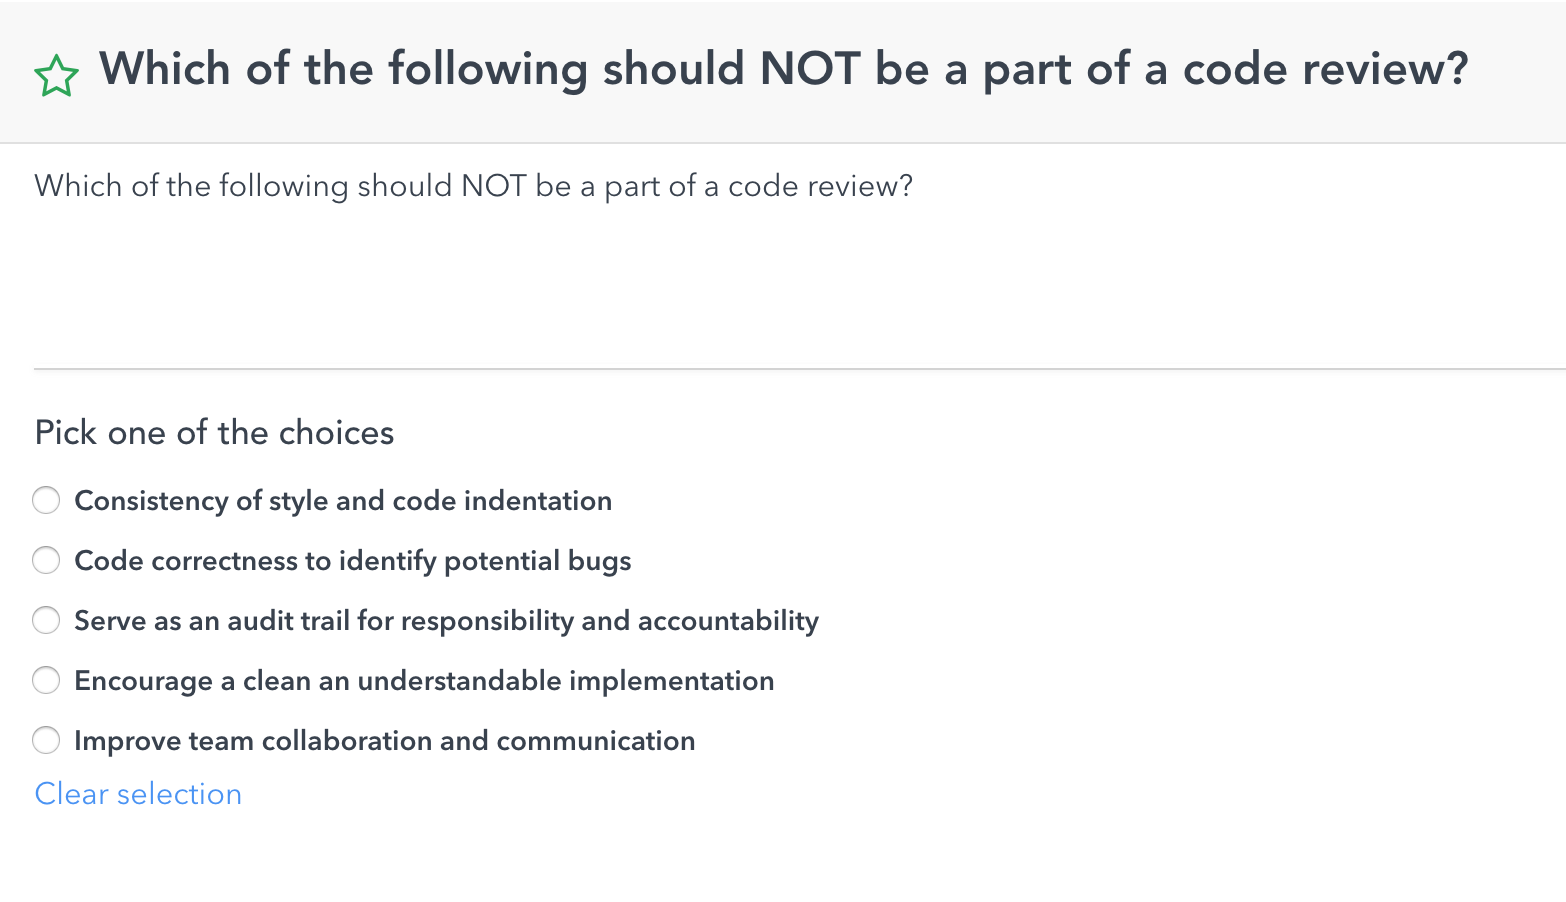 Which of the following should NOT be a part of a code review?
Which of the following should NOT be a part of a code review?
Pick one of the choices
Consistency of style and code indentation
Code correctness to identify potential bugs
Serve as an audit trail for responsibility and accountability
Encourage a clean an understandable implementation
Improve team collaboration and communication
Clear selection